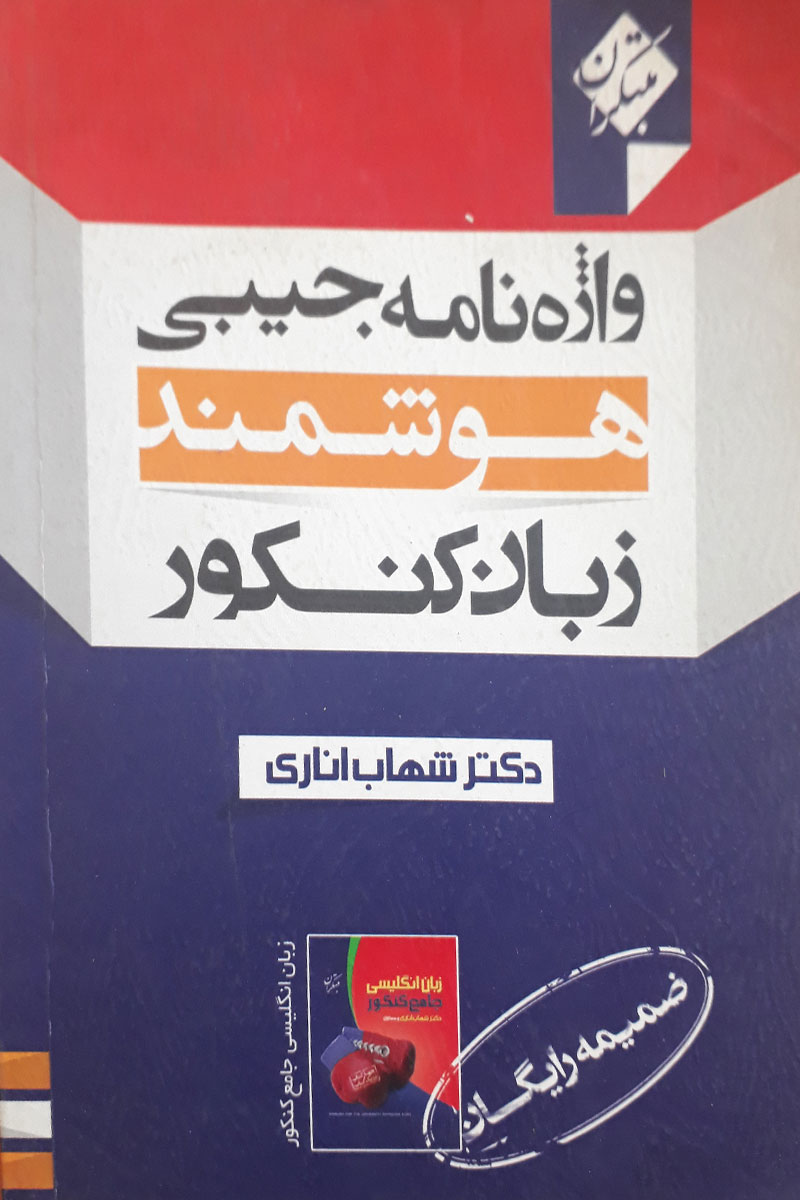 مبتکران
واژه‌نامه جیبی
هوشمند
زبان کنکور
دکتر شهاب اناری
زبان انگلیسی جامع کنکور
مبتکران
زبان انگلیسی
جامع کنکور
ضمیمه رایگان